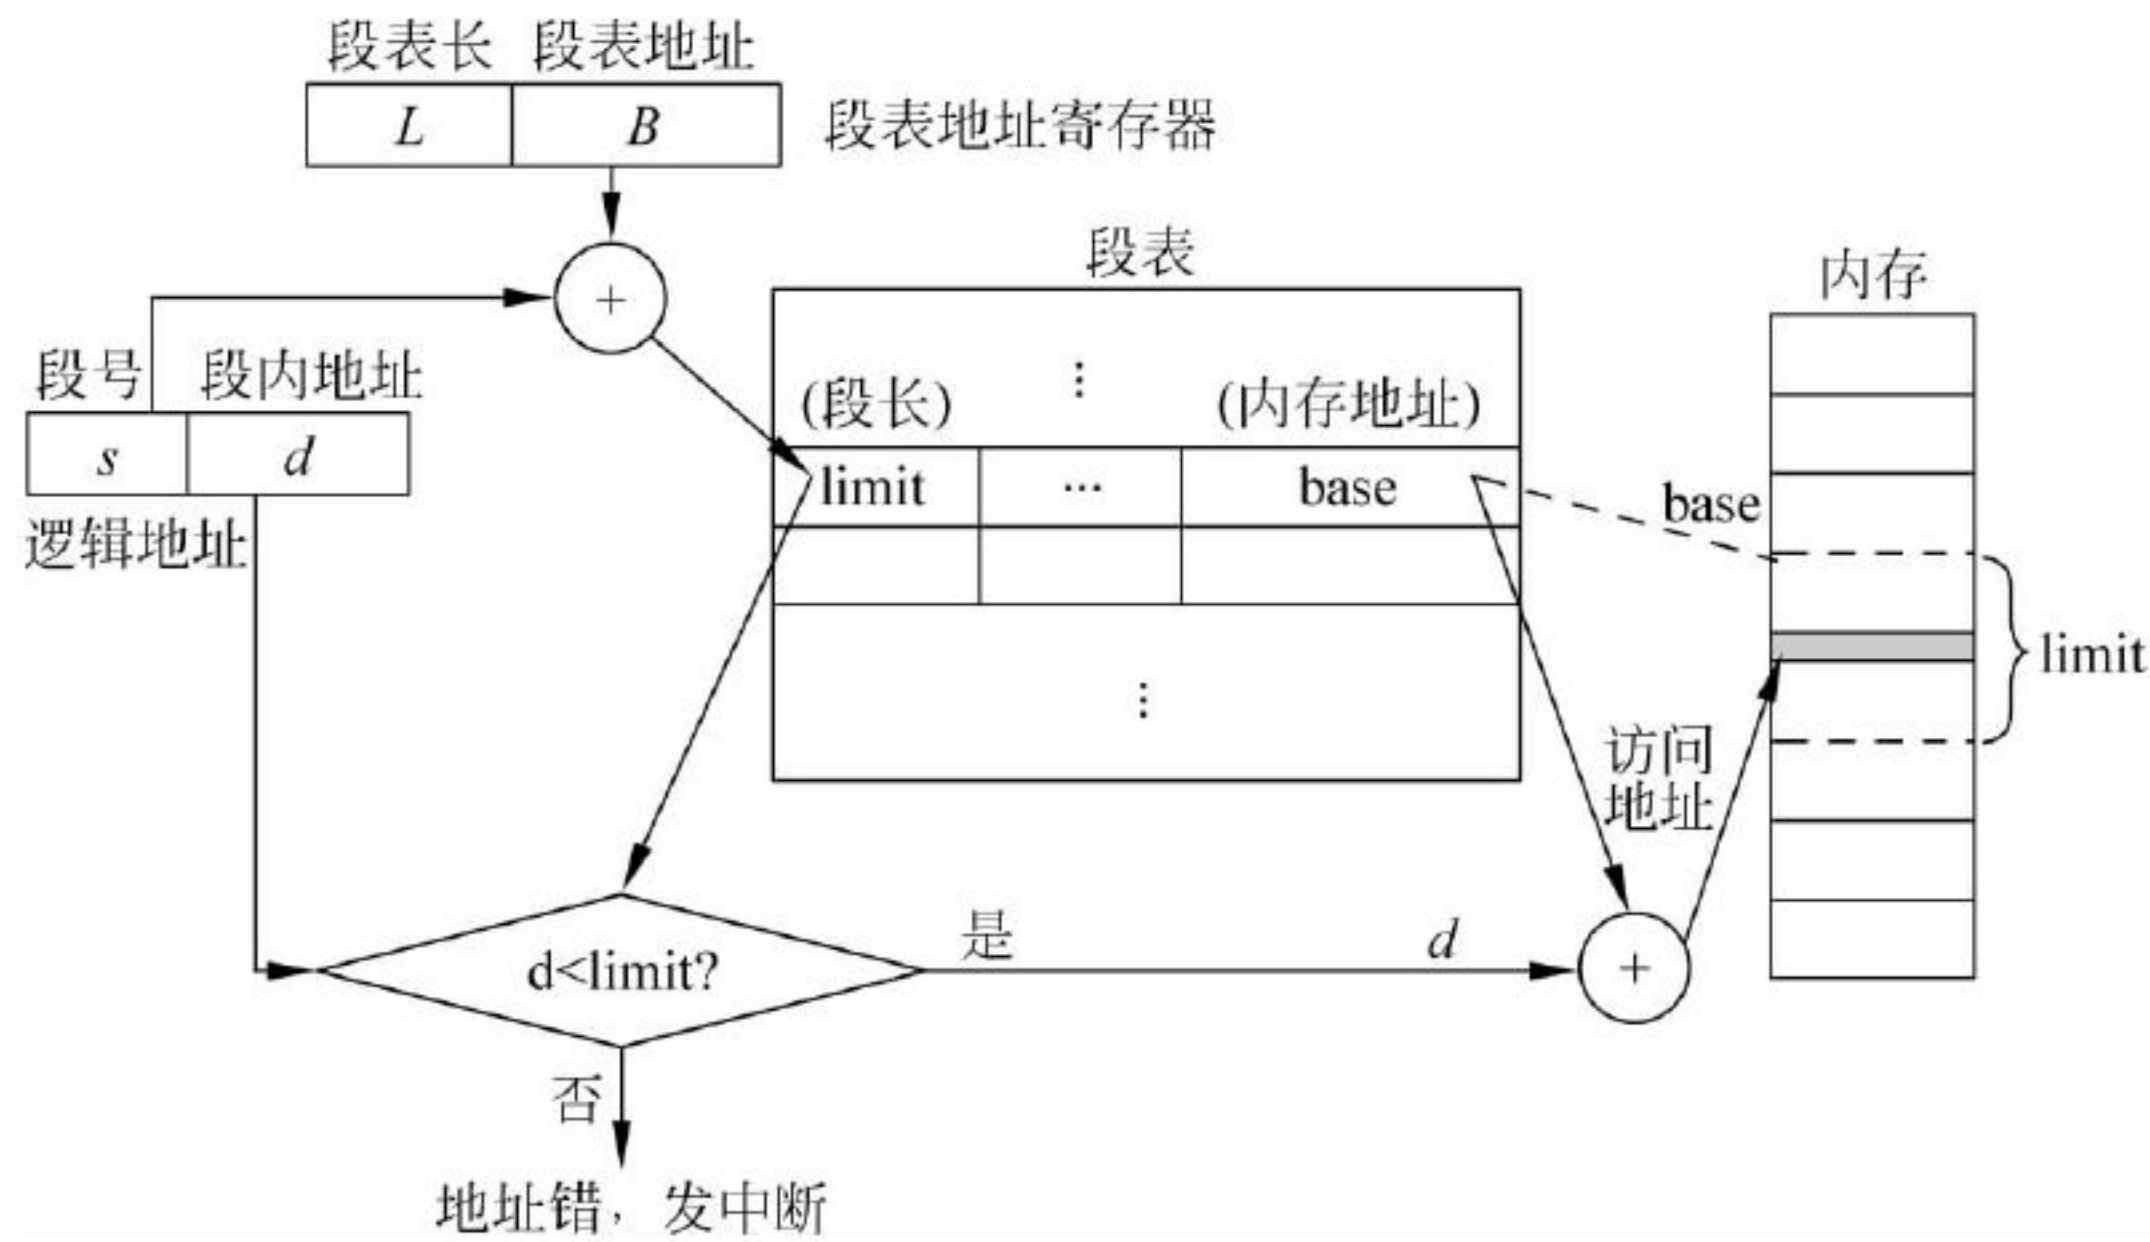 段表长 段表地址
L B 段表地址寄存器
+
段表
内存
段号 段内地址
⋮
(段长) (内存地址)
s d
limit … base
base
逻辑地址
limit
⋮
访问
地址
是 d
d<limit? +
否
地址错，发中断